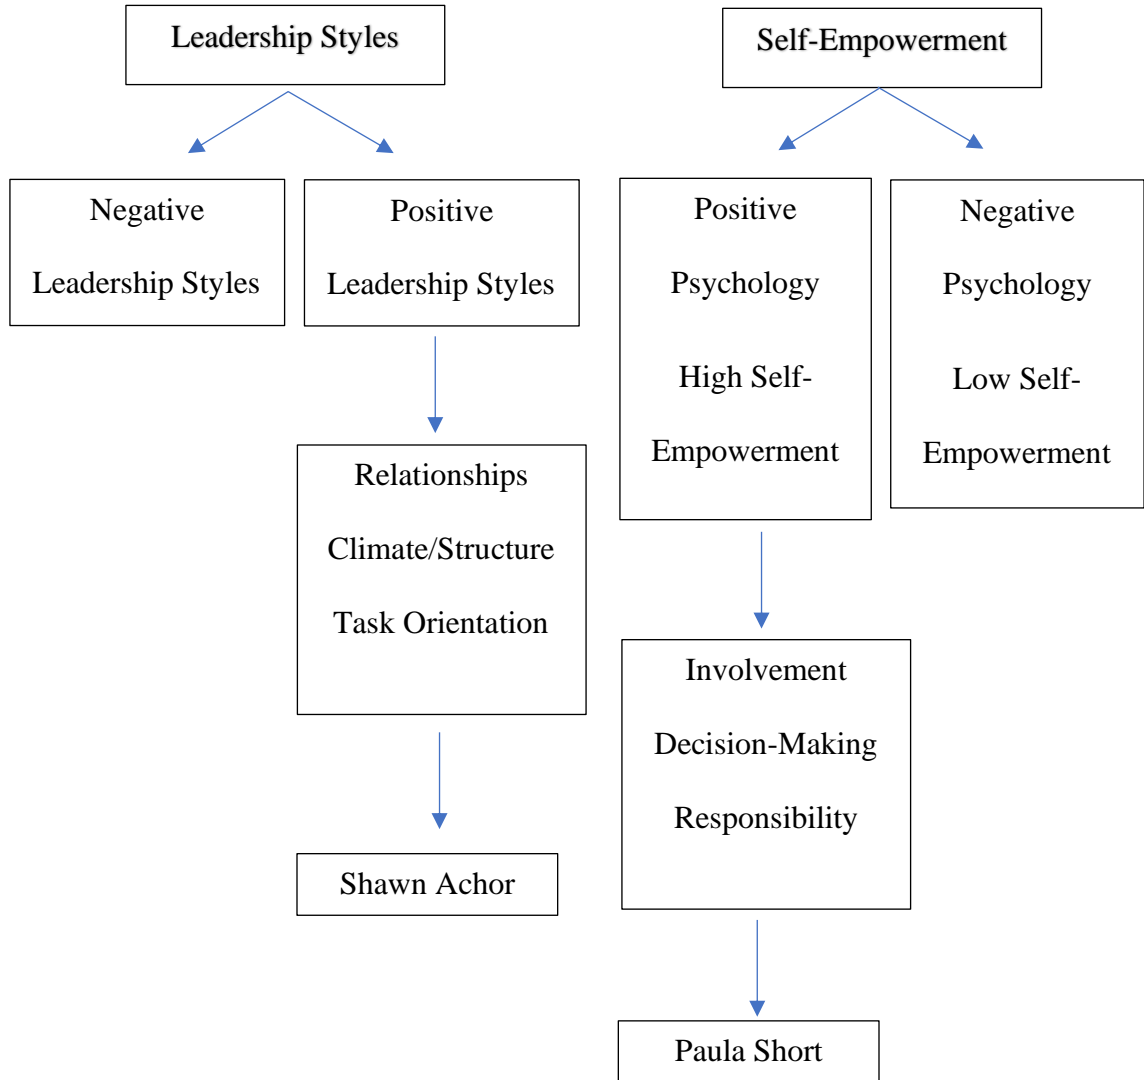 Leadership Styles
Self-Empowerment
Negative
Leadership Styles
Positive
Leadership Styles
Positive
Psychology
High Self-
Empowerment
Negative
Psychology
Low Self-
Empowerment
Relationships
Climate/Structure
Task Orientation
Involvement
Decision-Making
Responsibility
Shawn Achor
Paula Short